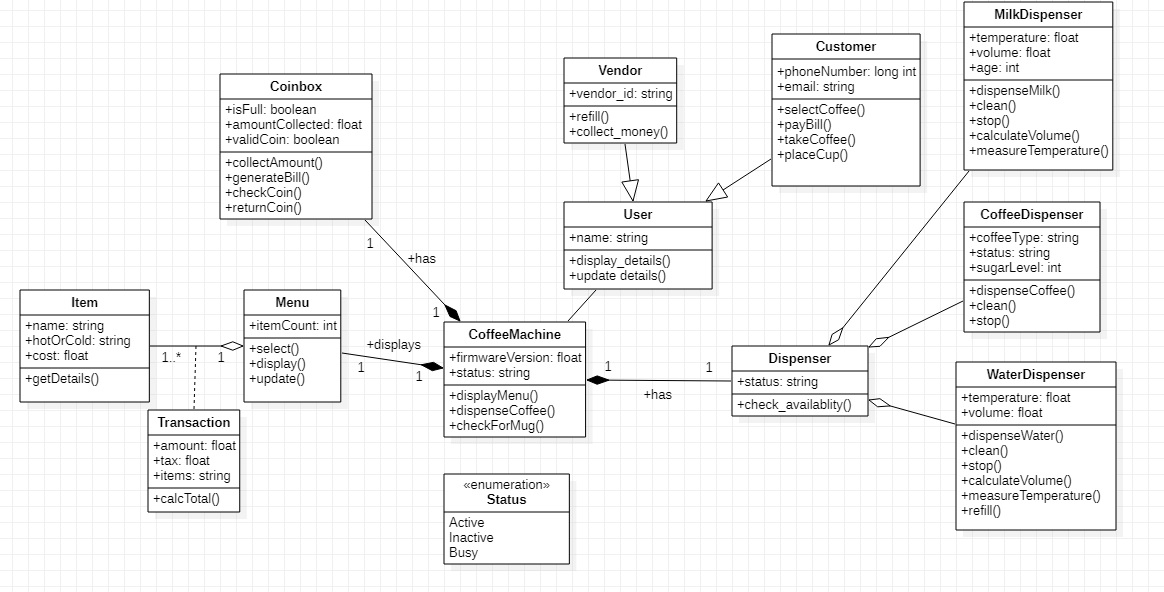 MilkDispenser
+temperature: float
+volume: float
+age: int
+dispenseMilk()
+clean()
+stop()
+calculateVolume()
+measureTemperature()
Customer
+phoneNumber: long int
+email: string
+selectCoffee()
+payBill()
+takeCoffee()
+placeCup()
Vendor
+vendor_id: string
+refill()
+collect_money()
Coinbox
+isFull: boolean
+amountCollected: float
+validCoin: boolean
+collectAmount()
+generateBill()
+checkCoin()
+returnCoin()
User
+name: string
+display_details()
+update details()
CoffeeDispenser
+coffeeType: string
+status: string
+sugarLevel: int
+dispenseCoffee()
+clean()
+stop()
1
+has
1
Item
+name: string
+hotOrCold: string
+cost: float
+getDetails()
1..*
1
Menu
+itemCount: int
+select()
+display()
+update()
+displays
1
1
CoffeeMachine
+firmwareVersion: float
+status: string
+displayMenu()
+dispenseCoffee()
+checkForMug()
1
1
+has
Dispenser
+status: string
+check_availablity()
WaterDispenser
+temperature: float
+volume: float
+dispenseWater()
+clean()
+stop()
+calculateVolume()
+measureTemperature()
+refill()
Transaction
+amount: float
+tax: float
+items: string
+calcTotal()
«enumeration»
Status
Active
Inactive
Busy